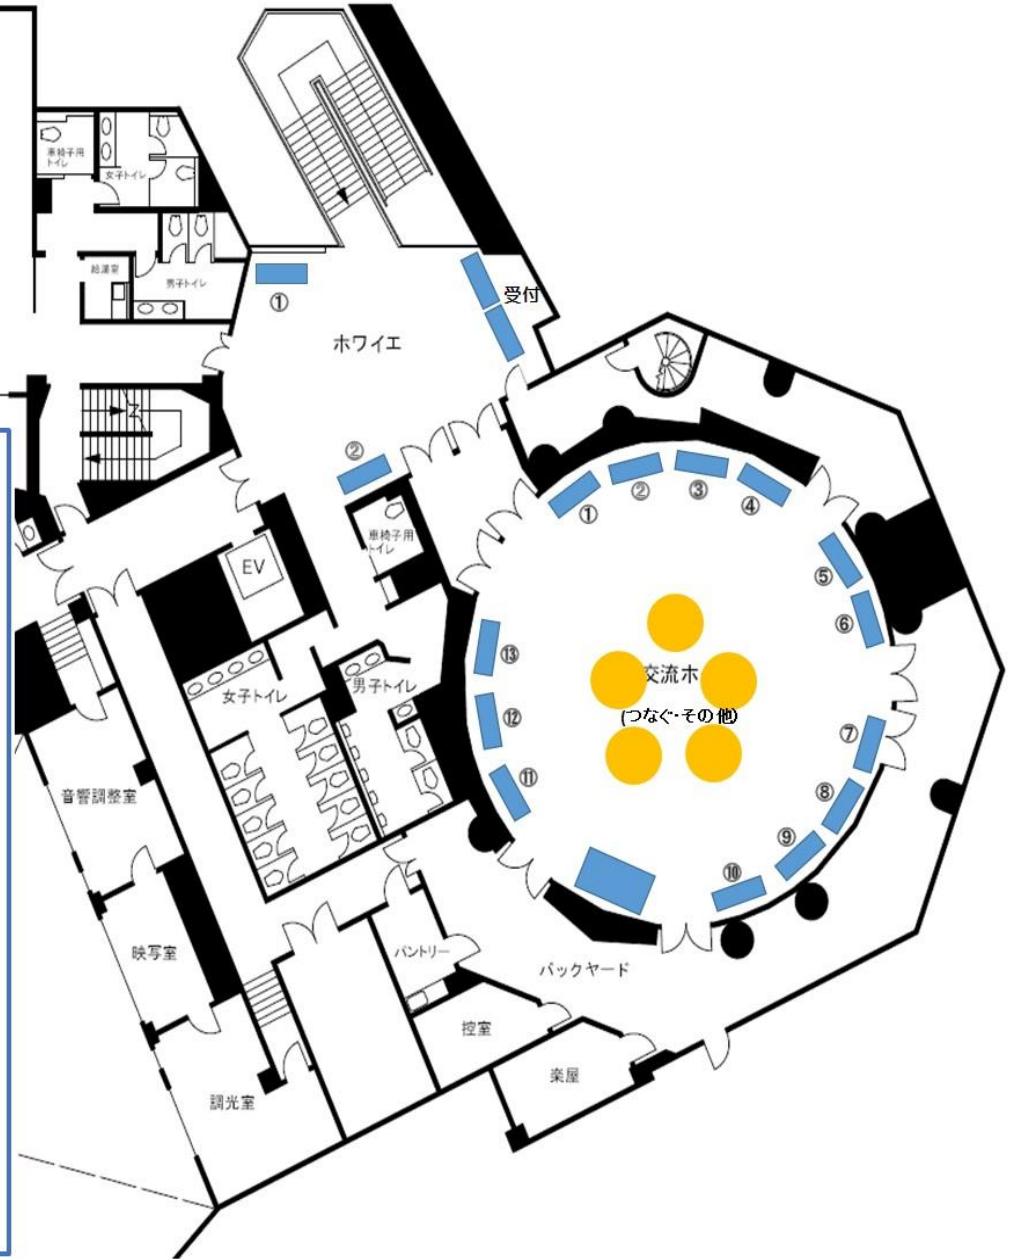 車椅子用
トイレ
女子トイレ
給湯室
男子トイレ
①
受付
ホワイエ
②
車椅子用
トイレ
EV
①
②
③
④
⑤
⑥
⑦
⑧
⑨
⑩
⑪
⑫
⑬
交流ホ
(つなぐ・その他)
女子トイレ
男子トイレ
音響調整室
映写室
調光室
パントリー
バックヤード
控室
楽屋